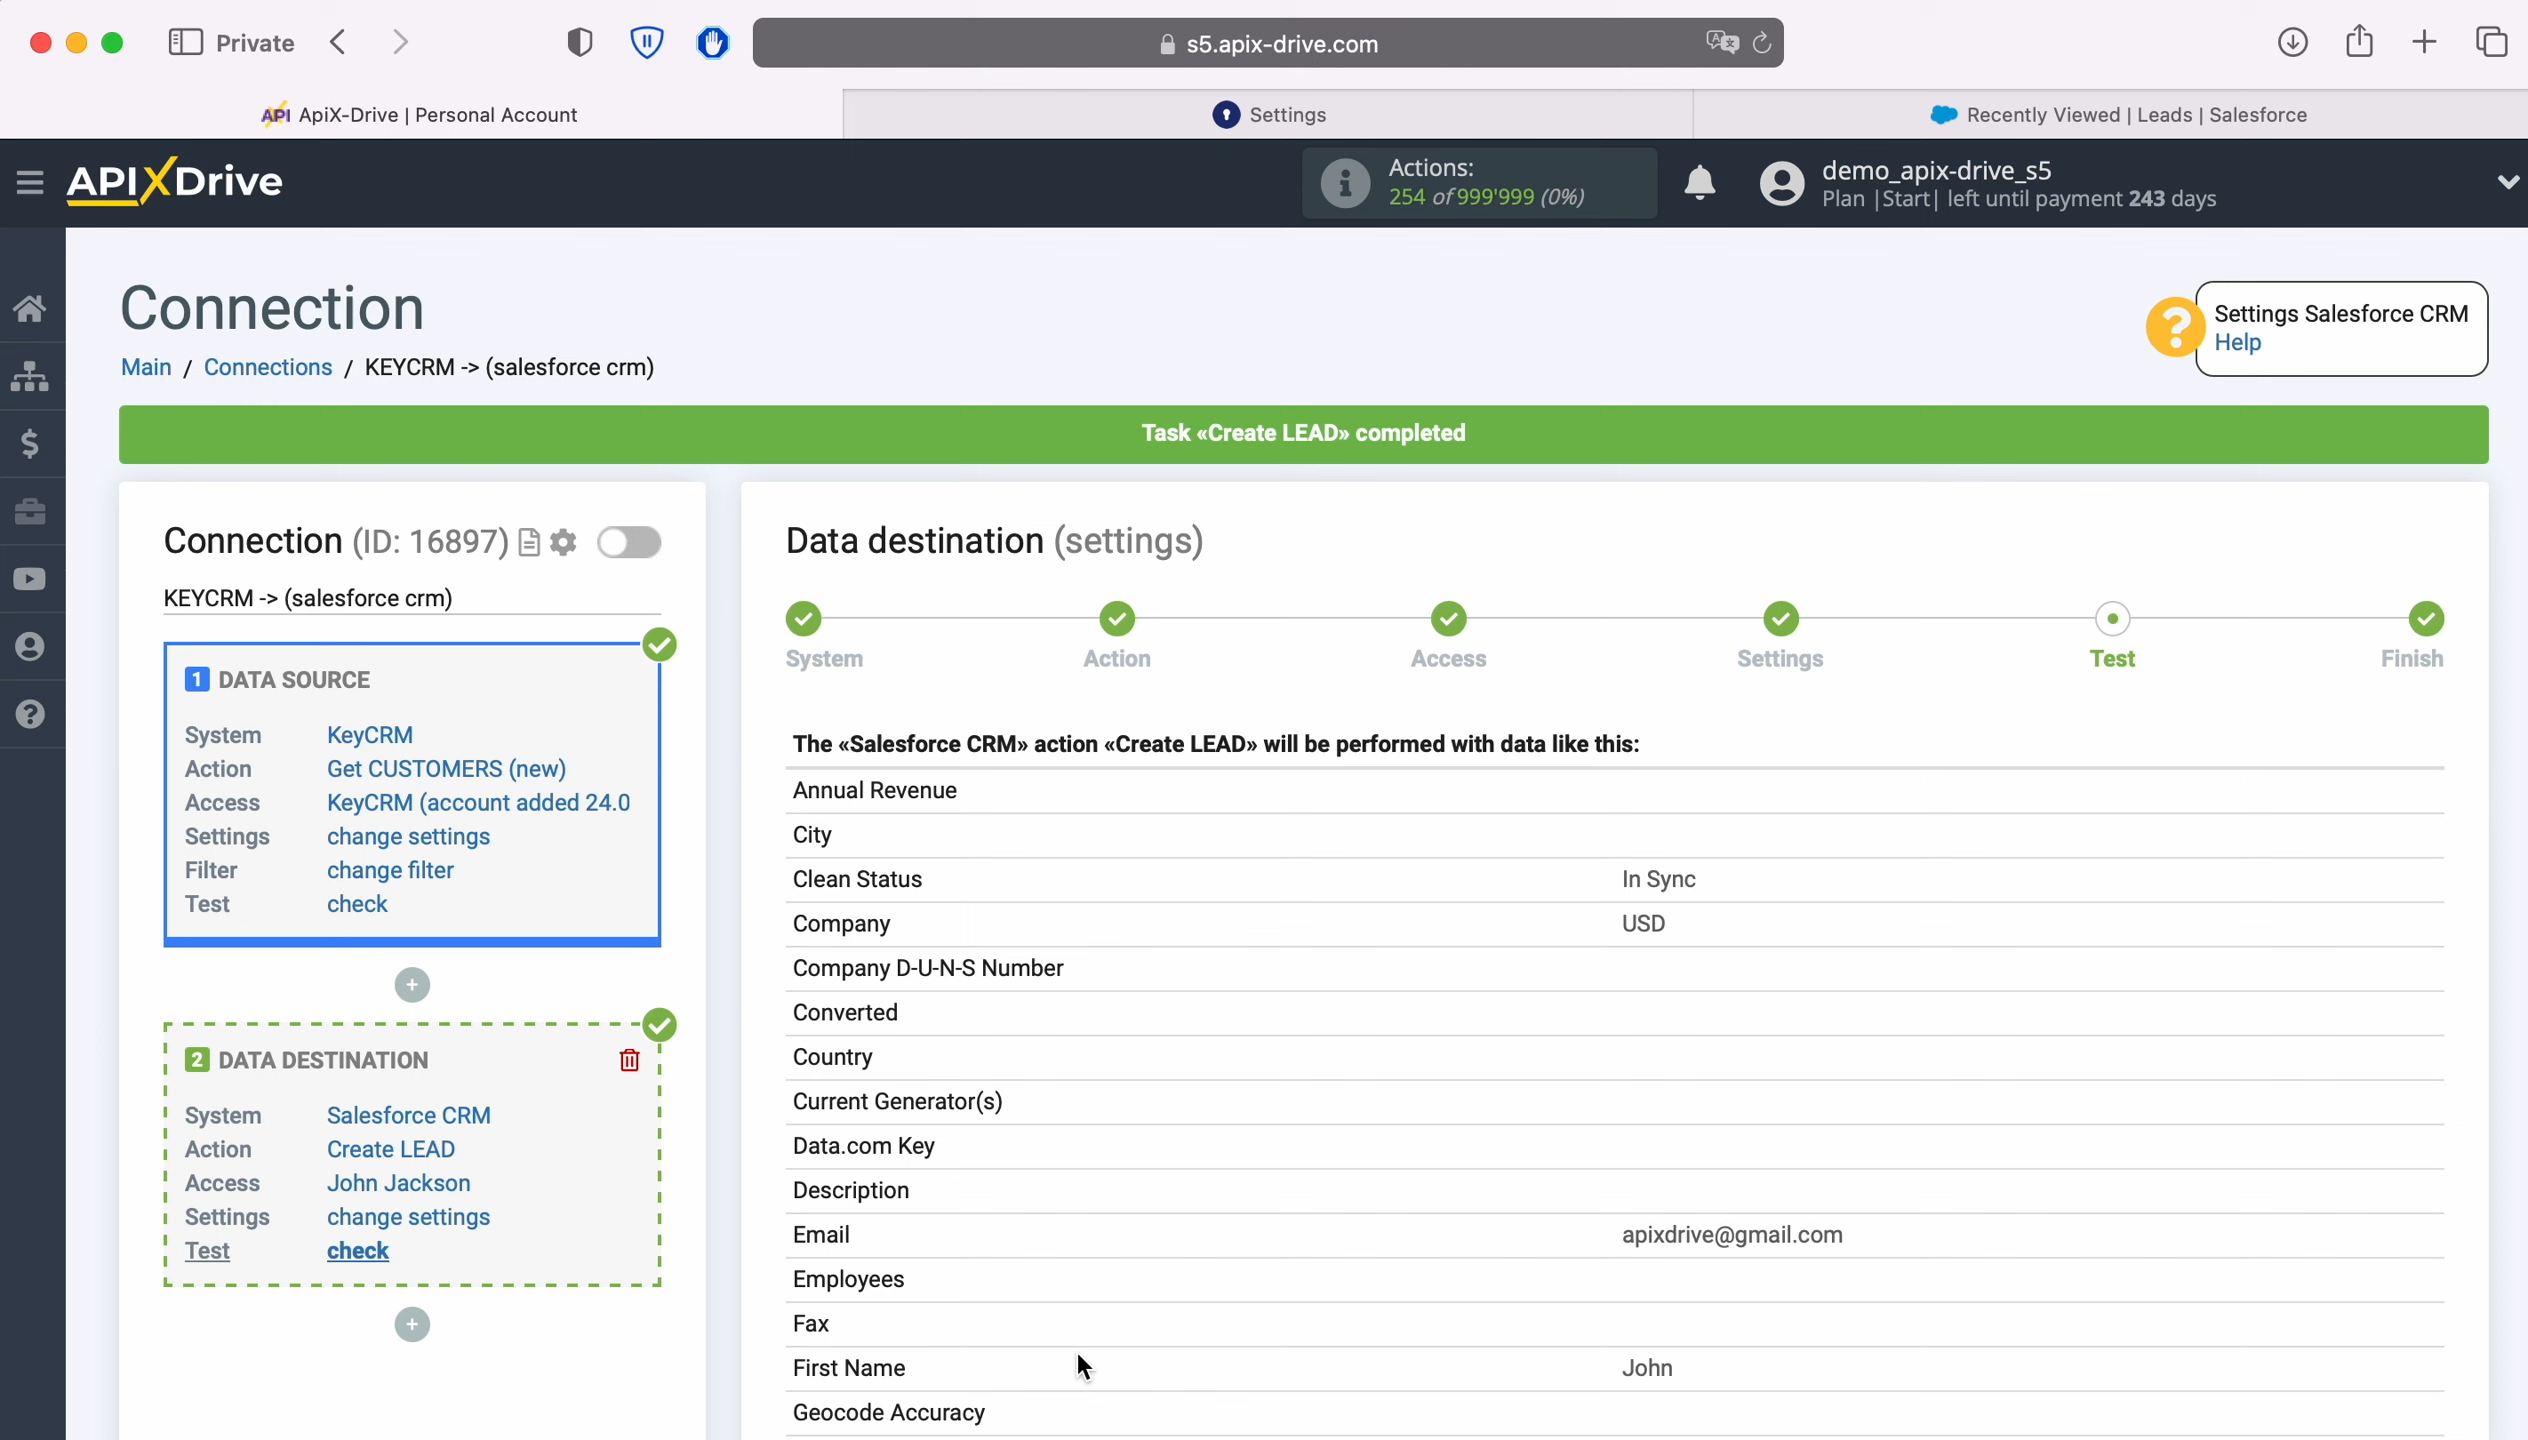 Private
s5.apix-drive.com
API ApiX-Drive | Personal Account
Settings
Recently Viewed | Leads | Salesforce
APIXDrive
Actions:
254 of 999'999 (0%)
demo_apix-drive_s5
Plan |Start| left until payment 243 days
Connection
Main / Connections / KEYCRM -> (salesforce crm)
Settings Salesforce CRM
Help
Task «Create LEAD» completed
Connection (ID: 16897)
KEYCRM -> (salesforce crm)
1 DATA SOURCE
System KeyCRM
Action Get CUSTOMERS (new)
Access KeyCRM (account added 24.0
Settings change settings
Filter change filter
Test check
2 DATA DESTINATION
System Salesforce CRM
Action Create LEAD
Access John Jackson
Settings change settings
Test check
Data destination (settings)
System Action Access Settings Test Finish
The «Salesforce CRM» action «Create LEAD» will be performed with data like this:
Annual Revenue
City
Clean Status In Sync
Company USD
Company D-U-N-S Number
Converted
Country
Current Generator(s)
Data.com Key
Description
Email apixdrive@gmail.com
Employees
Fax
First Name John
Geocode Accuracy